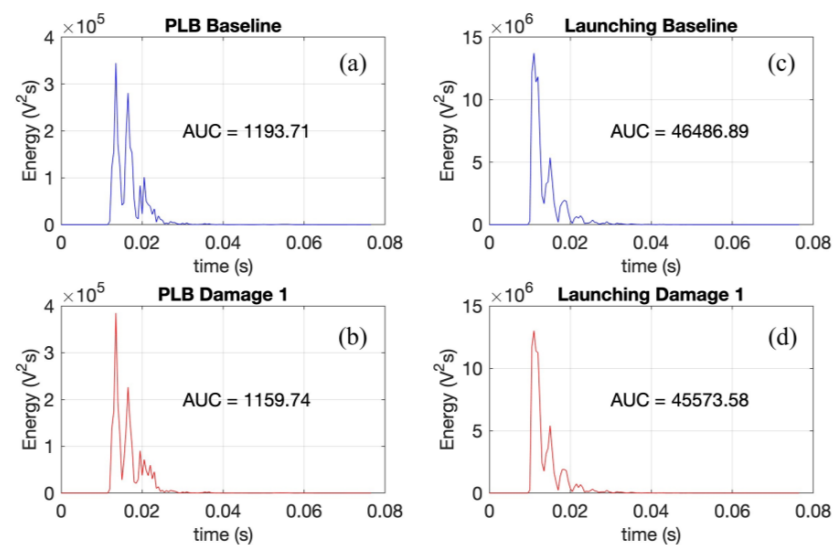 PLB Baseline
×10⁵
(a)
4
3
2
1
0
Energy (V²s)
AUC = 1193.71
0 0.02 0.04 0.06 0.08
time (s)
Launching Baseline
×10⁶
(c)
15
10
5
0
Energy (V²s)
AUC = 46486.89
0 0.02 0.04 0.06 0.08
time (s)
PLB Damage 1
×10⁵
(b)
4
3
2
1
0
Energy (V²s)
AUC = 1159.74
0 0.02 0.04 0.06 0.08
time (s)
Launching Damage 1
×10⁶
(d)
15
10
5
0
Energy (V²s)
AUC = 45573.58
0 0.02 0.04 0.06 0.08
time (s)